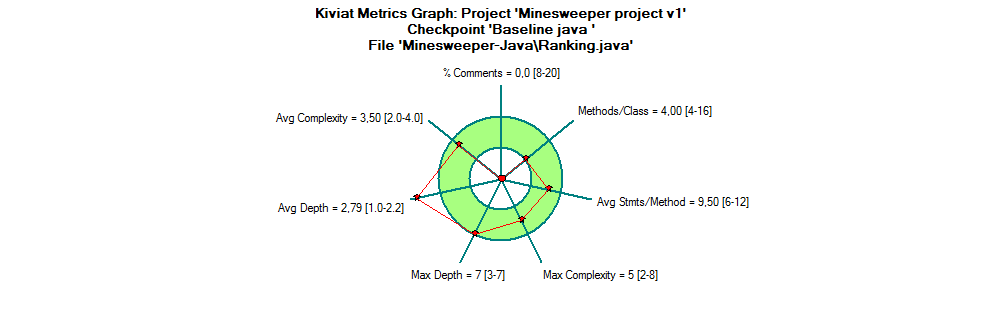 Kiviat Metrics Graph: Project 'Minesweeper project v1'
Checkpoint 'Baseline java '
File 'Minesweeper-Java\Ranking.java'
% Comments = 0,0 [8-20]
Methods/Class = 4,00 [4-16]
Avg Complexity = 3,50 [2.0-4.0]
Avg Stmts/Method = 9,50 [6-12]
Avg Depth = 2,79 [1.0-2.2]
Max Depth = 7 [3-7]
Max Complexity = 5 [2-8]